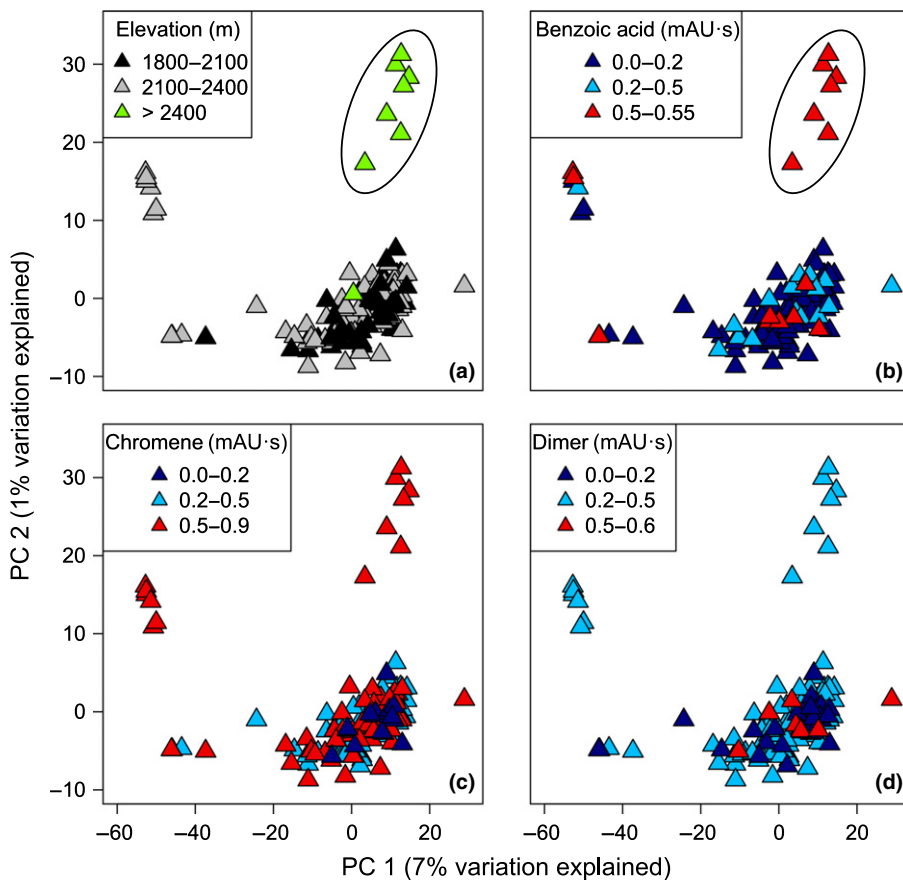 Elevation (m)
1800–2100
2100–2400
> 2400
30
20
10
0
–10
(a)
Benzoic acid (mAU·s)
0.0–0.2
0.2–0.5
0.5–0.55
(b)
PC 2 (1% variation explained)
Chromene (mAU·s)
0.0–0.2
0.2–0.5
0.5–0.9
30
20
10
0
–10
(c)
–60 –40 –20 0 20
Dimer (mAU·s)
0.0–0.2
0.2–0.5
0.5–0.6
(d)
–60 –40 –20 0 20
PC 1 (7% variation explained)